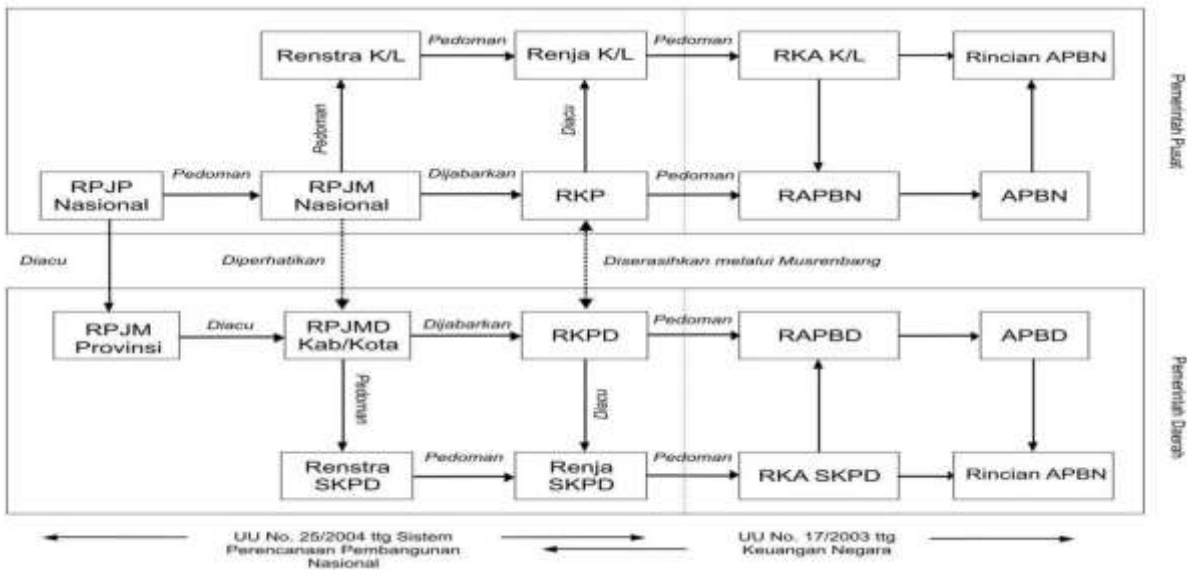 Renstra K/L
Pedoman
Renja K/L
Pedoman
RKA K/L
Rincian APBN
Pedoman
Diacu
RPJP
Nasional
Pedoman
RPJM
Nasional
Dijabarkan
RKP
Pedoman
RAPBN
APBN
Pemerintah Pusat
Diacu
Diperhatikan
Diserasihkan melalui Musrenbang
RPJM
Provinsi
Diacu
RPJMD
Kab/Kota
Dijabarkan
RKPD
Pedoman
RAPBD
APBD
Pedoman
Diacu
Renstra
SKPD
Pedoman
Renja
SKPD
Pedoman
RKA SKPD
Rincian APBN
Pemerintah Daerah
UU No. 25/2004 ttg Sistem
Perencanaan Pembangunan
Nasional
UU No. 17/2003 ttg
Keuangan Negara